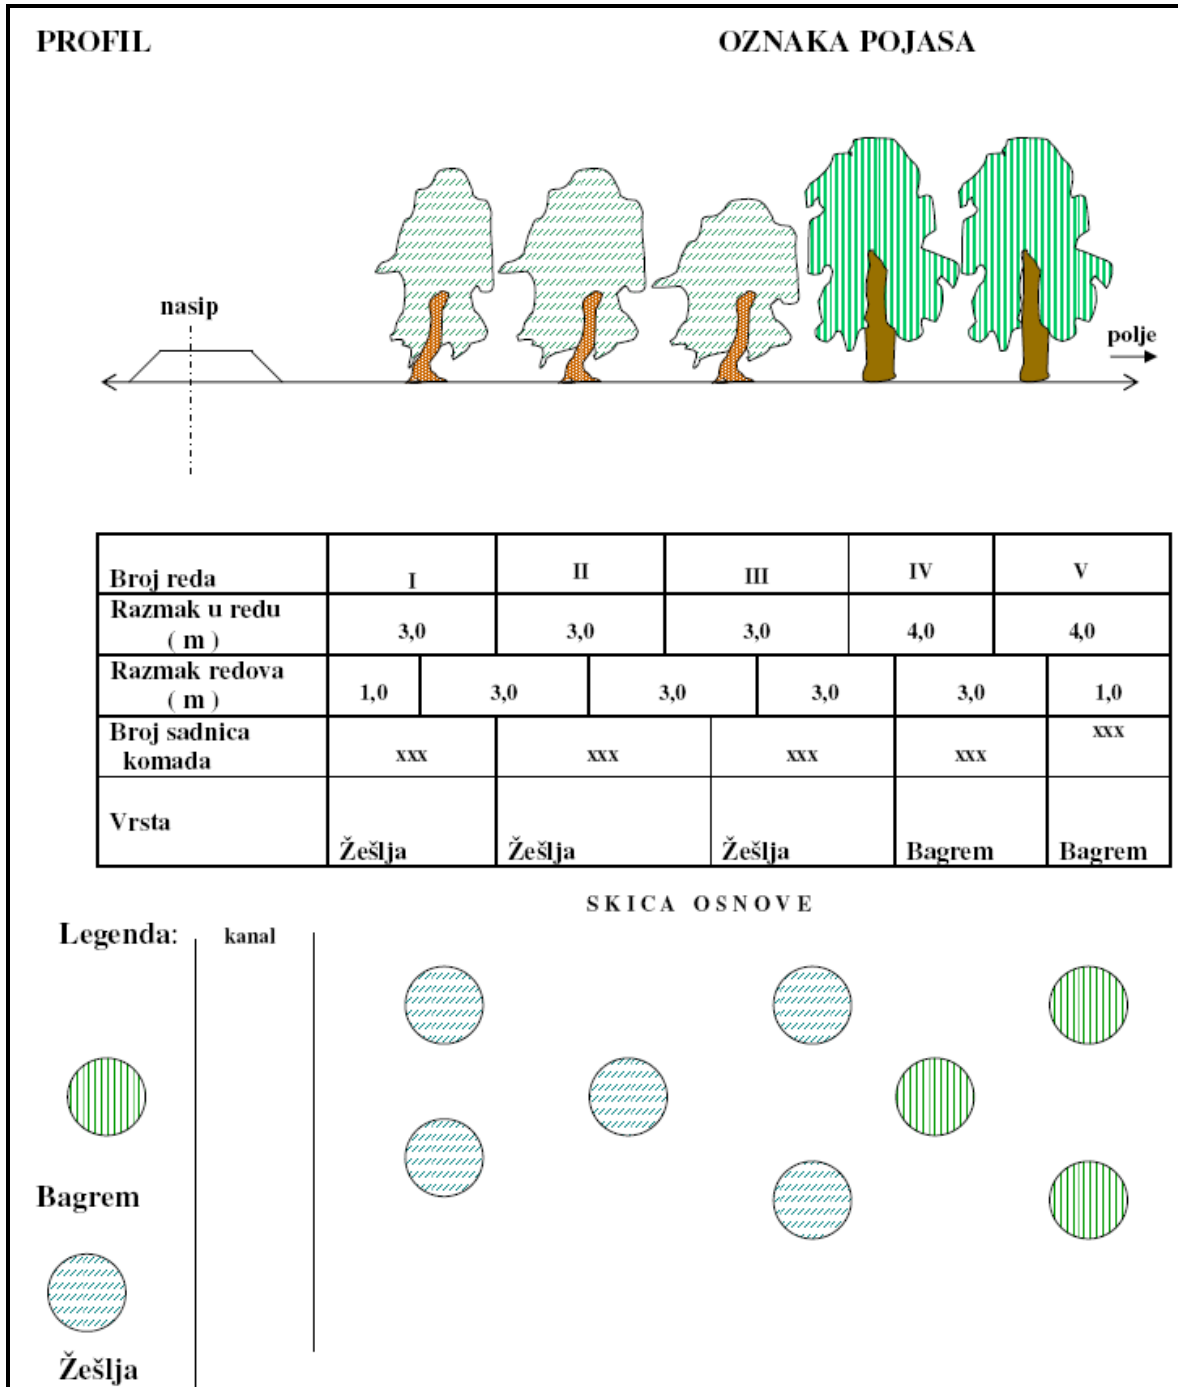 PROFIL
OZNAKA POJASA
nasip
polje
Broj reda I II III IV V
Razmak u redu
( m ) 3,0 3,0 3,0 4,0 4,0
Razmak redova
( m ) 1,0 3,0 3,0 3,0 3,0 1,0
Broj sadnica
komada xxx xxx xxx xxx xxx
Vrsta
Žešlja Žešlja Žešlja Bagrem Bagrem
SKICA OSNOVE
Legenda: kanal
Bagrem
Žešlja